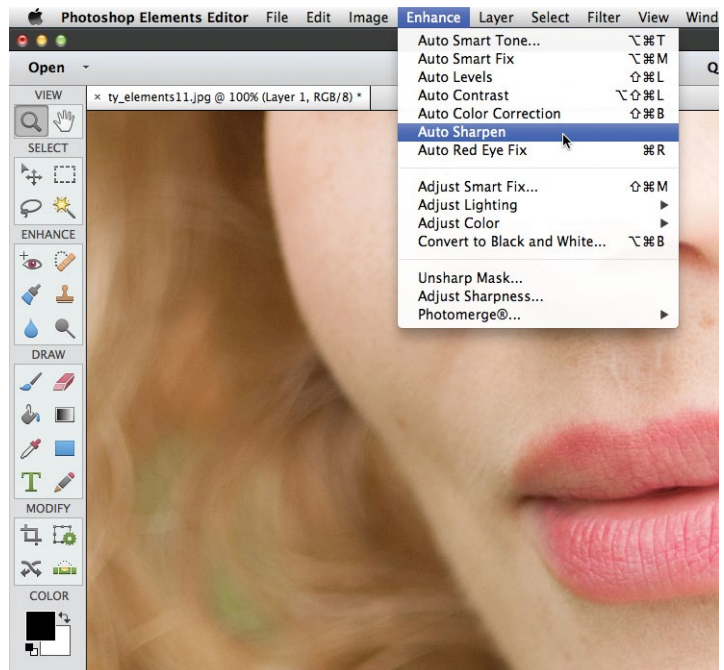 Photoshop Elements Editor File Edit Image Enhance Layer Select Filter View Wind
Open Q
ty_elements11.jpg @ 100% (Layer 1, RGB/8) *
Auto Smart Tone... ⌥⌘T
Auto Smart Fix ⌥⌘M
Auto Levels ⇧⌘L
Auto Contrast ⌥⇧⌘L
Auto Color Correction ⇧⌘B
Auto Sharpen
Auto Red Eye Fix ⌘R
Adjust Smart Fix... ⇧⌘M
Adjust Lighting
Adjust Color
Convert to Black and White... ⌥⌘B
Unsharp Mask...
Adjust Sharpness...
Photomerge®...
VIEW
SELECT
ENHANCE
DRAW
T
MODIFY
COLOR